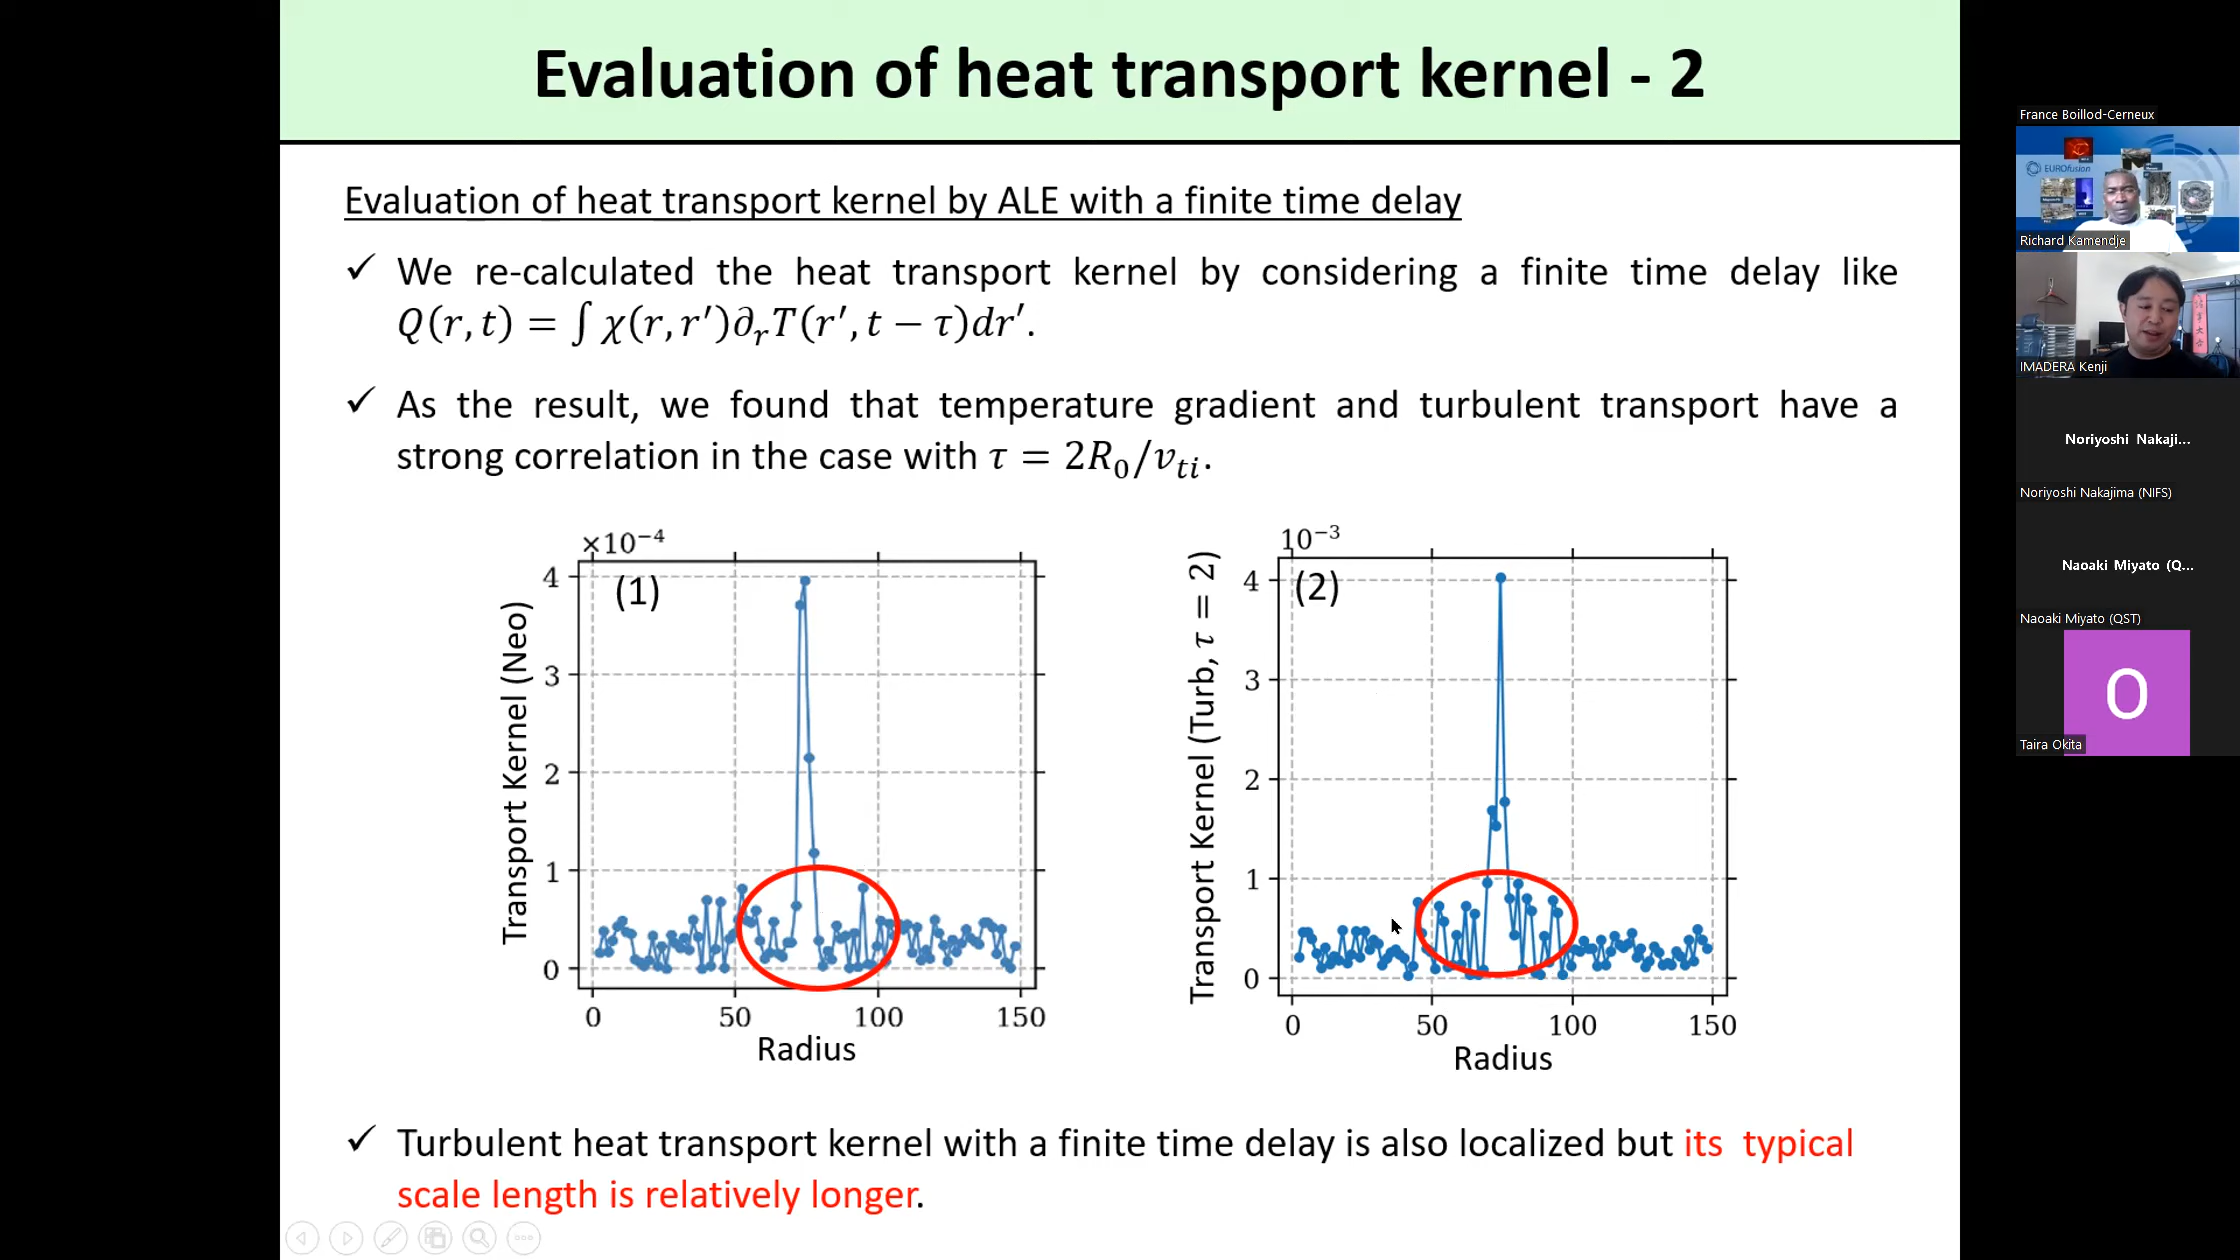 Evaluation of heat transport kernel - 2
Evaluation of heat transport kernel by ALE with a finite time delay
✓ We re-calculated the heat transport kernel by considering a finite time delay like
Q(r, t) = ∫ χ(r, r′)∂ᵣT(r′, t − τ)dr′.
✓ As the result, we found that temperature gradient and turbulent transport have a
strong correlation in the case with τ = 2R₀/vₜᵢ.
×10⁻⁴
(1)
Transport Kernel (Neo)
4
3
2
1
0
0 50 100 150
Radius
10⁻³
(2)
Transport Kernel (Turb, τ = 2)
4
3
2
1
0
0 50 100 150
Radius
✓ Turbulent heat transport kernel with a finite time delay is also localized but its typical
scale length is relatively longer.
France Boillod-Cerneux
EUROfusion
Richard Kamendje
IMADERA Kenji
Noriyoshi Nakaji...
Noriyoshi Nakajima (NIFS)
Naoaki Miyato (Q...
Naoaki Miyato (QST)
O
Taira Okita